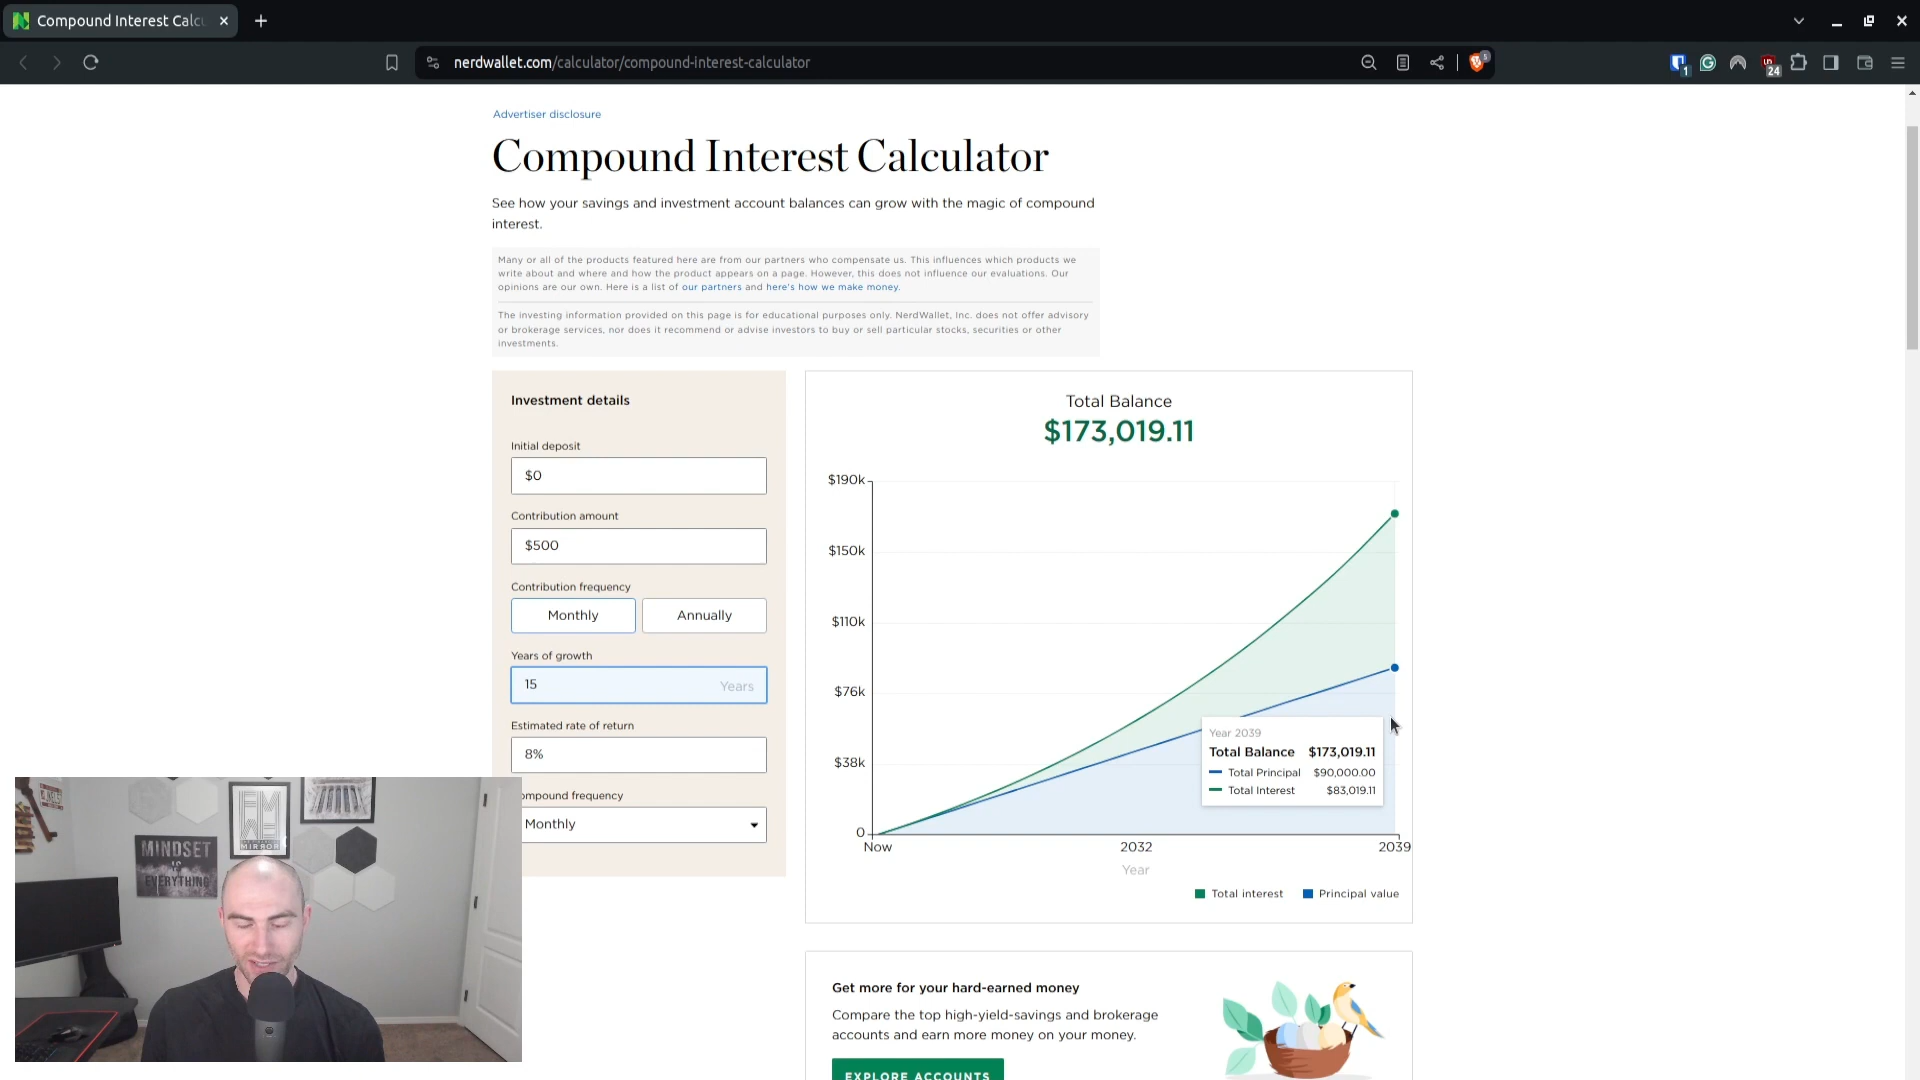 Compound Interest Calc
nerdwallet.com/calculator/compound-interest-calculator
5
1
24
Advertiser disclosure
Compound Interest Calculator
See how your savings and investment account balances can grow with the magic of compound
interest.
Many or all of the products featured here are from our partners who compensate us. This influences which products we
write about and where and how the product appears on a page. However, this does not influence our evaluations. Our
opinions are our own. Here is a list of our partners and here's how we make money.
The investing information provided on this page is for educational purposes only. NerdWallet, Inc. does not offer advisory
or brokerage services, nor does it recommend or advise investors to buy or sell particular stocks, securities or other
investments.
Investment details
Initial deposit
$0
Contribution amount
$500
Contribution frequency
Monthly Annually
Years of growth
15 Years
Estimated rate of return
8%
ompound frequency
Monthly
Total Balance
$173,019.11
$190k
$150k
$110k
$76k
$38k
0
Now 2032 2039
Year
Year 2039
Total Balance $173,019.11
Total Principal $90,000.00
Total Interest $83,019.11
Total interest Principal value
Get more for your hard-earned money
Compare the top high-yield-savings and brokerage
accounts and earn more money on your money.
EXPLORE ACCOUNTS
MINDSET
IS
EVERYTHING
MIRROR